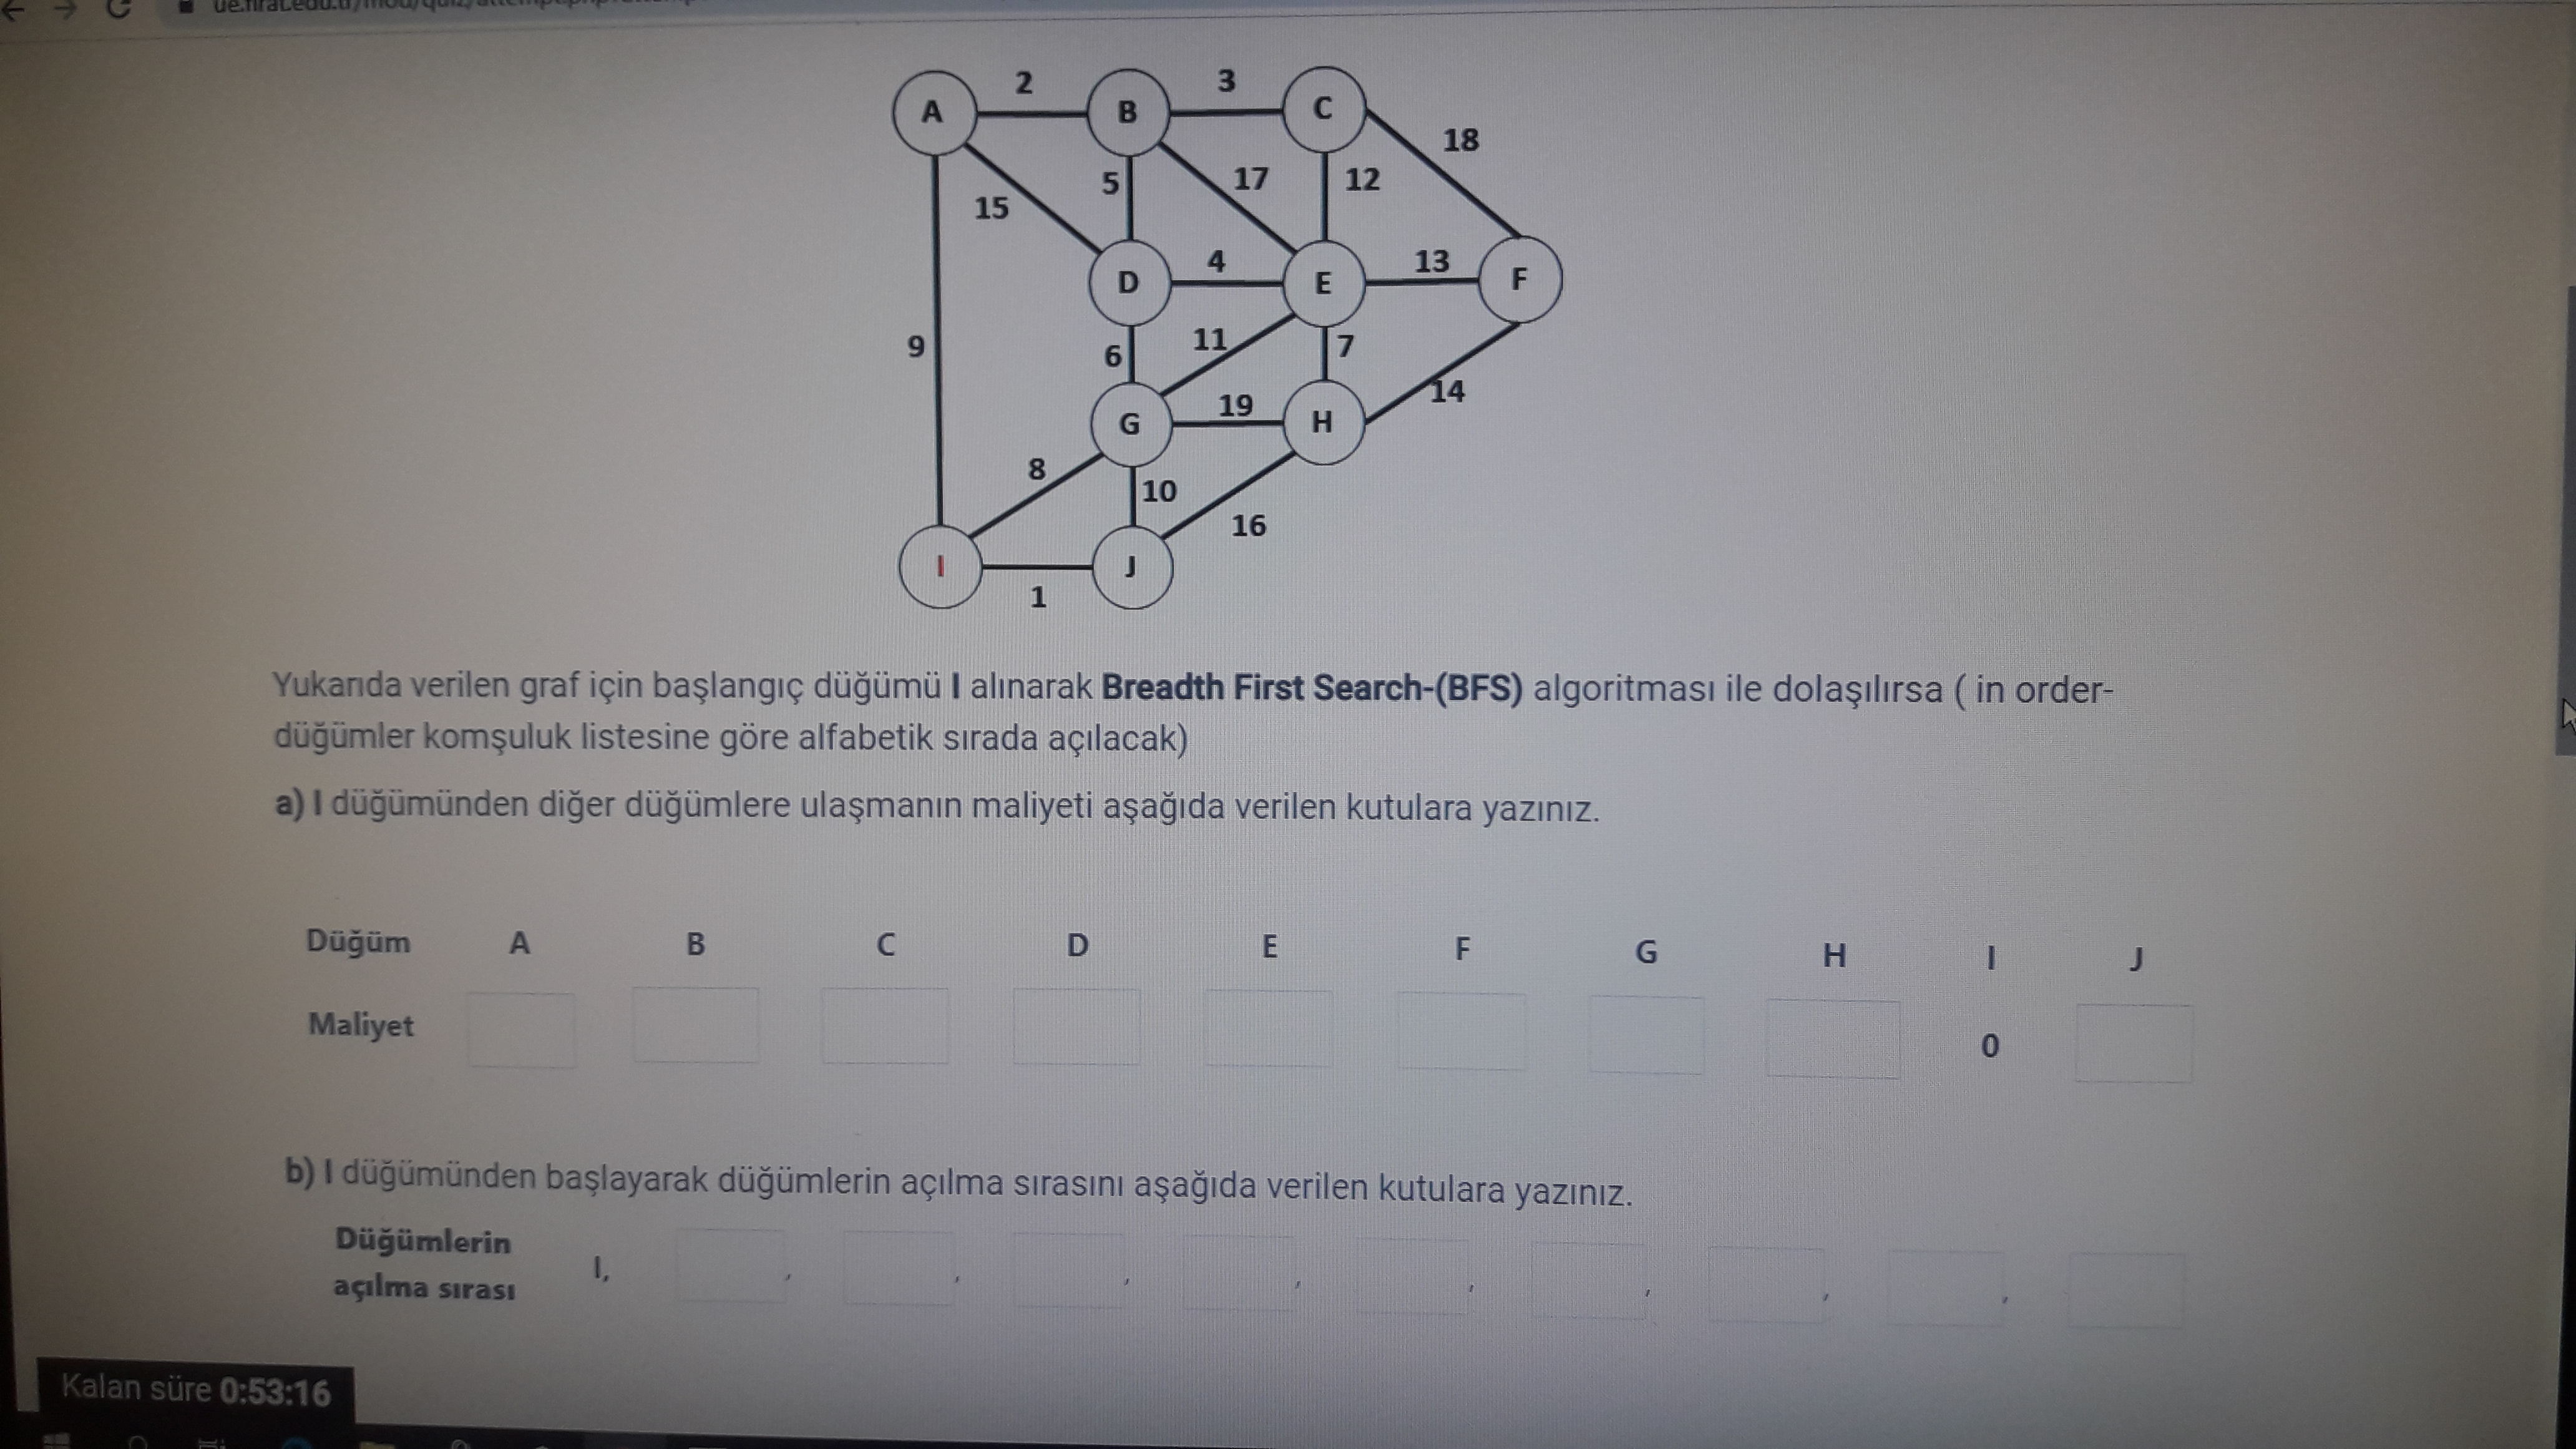 A 2 B 3 C
15 5 17 12 18
9 D 4 E 13 F
6 11 7
8 G 19 H 14
10 16
I 1 J
Yukarıda verilen graf için başlangıç düğümü I alınarak Breadth First Search-(BFS) algoritması ile dolaşılırsa ( in order-
düğümler komşuluk listesine göre alfabetik sırada açılacak)
a) I düğümünden diğer düğümlere ulaşmanın maliyeti aşağıda verilen kutulara yazınız.
Düğüm A B C D E F G H I J
Maliyet 0
b) I düğümünden başlayarak düğümlerin açılma sırasını aşağıda verilen kutulara yazınız.
Düğümlerin
açılma sırası I, , , , , , , , ,
Kalan süre 0:53:16